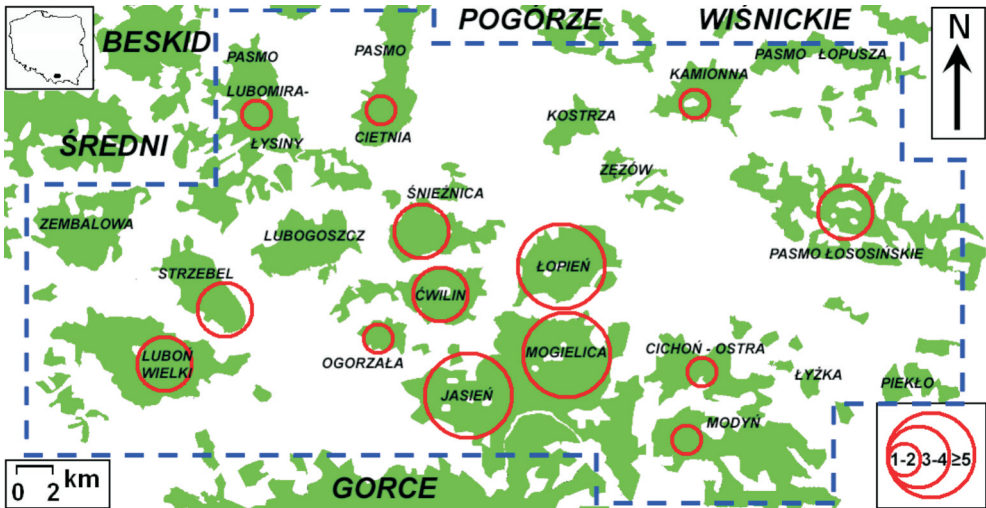 POGÓRZE WIŚNICKIE
N
BESKID
PASMO
PASMO
PASMO - ŁOPUSZA
KAMIONNA
LUBOMIRA-
KOSTRZA
CIETNIA
ŁYSINY
ŚREDNI
ZĘZÓW
ŚNIEŻNICA
ZEMBALOWA
LUBOGOSZCZ
PASMO ŁOSOSIŃSKIE
STRZEBEL
ŁOPIEŃ
ĆWILIN
LUBOŃ
WIELKI
OGORZAŁA
MOGIELICA
CICHOŃ - OSTRA
ŁYŻKA
PIEKŁO
JASIEŃ
MODYŃ
1-2 3-4 ≥5
km
0 2
GORCE